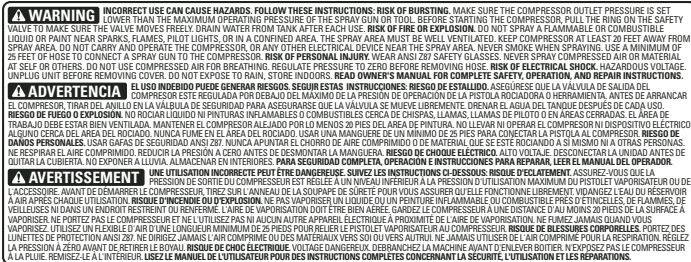 WARNING INCORRECT USE CAN CAUSE HAZARDS. FOLLOW THESE INSTRUCTIONS: RISK OF BURSTING. MAKE SURE THE COMPRESSOR OUTLET PRESSURE IS SET
LOWER THAN THE MAXIMUM OPERATING PRESSURE OF THE SPRAY GUN OR TOOL. BEFORE STARTING THE COMPRESSOR, PULL THE RING ON THE SAFETY
VALVE TO MAKE SURE THE VALVE MOVES FREELY. DRAIN WATER FROM TANK AFTER EACH USE. RISK OF FIRE OR EXPLOSION. DO NOT SPRAY A FLAMMABLE OR COMBUSTIBLE
LIQUID OR PAINT NEAR SPARKS, FLAMES, PILOT LIGHTS, OR IN A CONFINED AREA. THE SPRAY AREA MUST BE WELL VENTILATED. KEEP COMPRESSOR AT LEAST 20 FEET AWAY FROM
SPRAY AREA. DO NOT CARRY AND OPERATE THE COMPRESSOR, OR ANY OTHER ELECTRICAL DEVICE NEAR THE SPRAY AREA. NEVER SMOKE WHEN SPRAYING. USE A MINIMUM OF
25 FEET OF HOSE TO CONNECT A SPRAY GUN TO THE COMPRESSOR. RISK OF PERSONAL INJURY. WEAR ANSI Z87 SAFETY GLASSES. NEVER SPRAY COMPRESSED AIR OR MATERIAL
AT SELF OR OTHERS. DO NOT USE COMPRESSED AIR FOR BREATHING. REGULATE PRESSURE TO ZERO BEFORE REMOVING HOSE. RISK OF ELECTRICAL SHOCK. HAZARDOUS VOLTAGE.
UNPLUG UNIT BEFORE REMOVING COVER. DO NOT EXPOSE TO RAIN, STORE INDOORS. READ OWNER'S MANUAL FOR COMPLETE SAFETY, OPERATION, AND REPAIR INSTRUCTIONS.
ADVERTENCIA EL USO INDEBIDO PUEDE GENERAR RIESGOS. SEGUIR ESTAS INSTRUCCIONES: RIESGO DE ESTALLIDO. ASEGURESE QUE LA VÁLVULA DE SALIDA DEL
COMPRESOR ESTE REGULADA POR DEBAJO DEL MÁXIMO DE LA PRESIÓN DE OPERACIÓN DE LA PISTOLA ROCIADORA O HERRAMIENTA. ANTES DE ARRANCAR
EL COMPRESOR, TIRAR DEL ANILLO EN LA VÁLBULA DE SEGURIDAD PARA ASEGURARSE QUE LA VÁLVULA SE MUEVE LIBREMENTE. DRENAR EL AGUA DEL TANQUE DESPUÉS DE CADA USO.
RIESGO DE FUEGO O EXPLOSION. NO ROCIAR LÍQUIDO NI PINTURAS INFLAMABLES O COMBUSTIBLES CERCA DE CHISPAS, LLAMAS, LLAMAS DE PILOTO O EN AREAS CERRADAS. EL ÁREA DE
TRABAJO DEBE ESTAR BIEN VENTILADA. MANTENER EL COMPRESOR ALEJADO POR LO MENOS 20 PIES DEL AREA DE PINTURA. NO LLEVAR NI OPERAR EL COMPRESOR NI DISPOSITIVO ELÉCTRICO
ALGUNO CERCA DEL AREA DEL ROCIADO. NUNCA FUME EN EL ÁREA DEL ROCIADO. USAR UNA MANGUERE DE UN MÍNIMO DE 25 PIES PARA CONECTAR LA PISTOLA AL COMPRESOR. RIESGO DE
DAÑOS PERSONALES. USAR GAFAS DE SEGURIDAD ANSI Z87. NUNCA APUNTAR EL CHORRO DE AIRE COMPRIMIDO O DE MATERIAL QUE SE ESTÉ ROCIANDO A SI MISMO NI A OTRAS PERSONAS.
NE RESPIRAR EL AIRE COMPRIMIDO. REDUCIR LA PRESIÓN A CERO ANTES DE DESMONTAR LA MANGUERA. RIESGO DE CHOQUE ELÉCTRICO. ALTO VOLTAJE. DESCONECTAR LA UNIDAD ANTES DE
QUITAR LA CUBIERTA. NO EXPONER A LLUVIA. ALMACENAR EN INTERIORES. PARA SEGURIDAD COMPLETA, OPERACIÓN E INSTRUCCIONES PARA REPARAR, LEER EL MANUAL DEL OPERADOR.
AVERTISSEMENT UNE UTILISATION INCORRECTE PEUT ÊTRE DANGEREUSE. SUIVEZ LES INSTRUCTIONS CI-DESSOUS: RISQUE D'ECLATEMENT. ASSUREZ-VOUS QUE LA
PRESSION DE SORTIE DU COMPRESSEUR EST RÉGLÉE À UN NIVEAU INFÉRIEUR À LA PRESSION D'UTILISATION MAXIMUM DU PISTOLET VAPORISATEUR OU DE
L'ACCESSOIRE. AVANT DE DÉMARRER LE COMPRESSEUR, TIREZ SUR L'ANNEAU DE LA SOUPAPE DE SÛRETÉ POUR VOUS ASSURER QU'ELLE FONCTIONNE LIBREMENT. VIDANGEZ L'EAU DU RÉSERVOIR
À AIR APRÈS CHAQUE UTILISATION. RISQUE D'INCENDIE OU D'EXPLOSION. NE PAS VAPORISER UN LIQUIDE OU UN PEINTURE INFLAMMABLE OU COMBUSTIBLE PRÈS D'ÉTINCELLES, DE FLAMMES, DE
VEILLEUSES NI DANS UN ENDROIT RESTREINT OU RENFERMÉ. L'AIRE DE VAPORISATION DOIT ÊTRE BIEN AÉRÉE. GARDEZ LE COMPRESSEUR À UNE DISTANCE D'AU MOINS 20 PIEDS DE LA SURFACE À
VAPORISER. NE PORTEZ PAS LE COMPRESSEUR ET NE L'UTILISEZ PAS NI AUCUN AUTRE APPAREIL ÉLECTRIQUE À PROXIMITÉ DE L'AIRE DE VAPORISATION. NE FUMEZ JAMAIS QUAND VOUS
VAPORISEZ. UTILISEZ UN FLEXIBLE D'AIR D'UNE LONGUEUR MINIMUM DE 25 PIEDS POUR RELIER LE PISTOLET VAPORISATEUR AU COMPRESSEUR. RISQUE DE BLESSURES CORPORELLES. PORTEZ DES
LUNETTES DE PROTECTION ANSI Z87. NE DIRIGEZ JAMAIS L'AIR COMPRIME OU DES MATÉRIAUX VERS SOI OU VERS AUTRUI. NE JAMAIS UTILISER DE L'AIR COMPRIMÉ POUR LA RESPIRATION. RÉGLEZ
LA PRESSION À ZÉRO AVANT DE RETIRER LE BOYAU. RISQUE DE CHOC ÉLECTRIQUE. VOLTAGE DANGEREUX. DEBRANCHEZ LA MACHINE AVANT D'ENLEVER BOITIER. N'EXPOSEZ PAS LE COMPRESSEUR
À LA PLUIE. REMISEZ-LE À L'INTÉRIEUR. LISEZ LE MANUEL DE L'UTILISATEUR POUR DES INSTRUCTIONS COMPLÈTES CONCERNANT LA SÉCURITÉ, L'UTILISATION ET LES RÉPARATIONS.